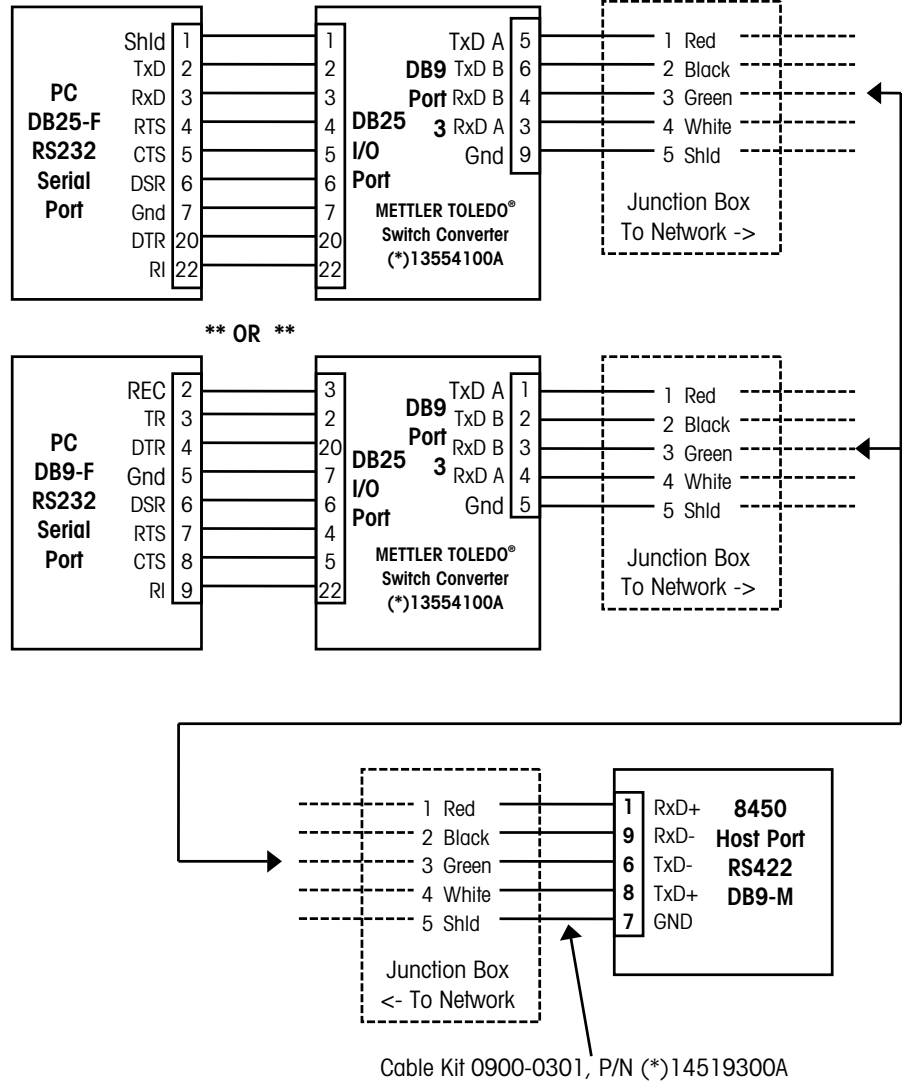 PC
DB25-F
RS232
Serial
Port
Shld 1
TxD 2
RxD 3
RTS 4
CTS 5
DSR 6
Gnd 7
DTR 20
RI 22
1
2
3
4
5
6
7
20
22
DB25
I/O
Port
DB9
Port
3
TxD A 5
TxD B 6
RxD B 4
RxD A 3
Gnd 9
METTLER TOLEDO®
Switch Converter
(*)13554100A
1 Red
2 Black
3 Green
4 White
5 Shld
Junction Box
To Network ->
** OR **
PC
DB9-F
RS232
Serial
Port
REC 2
TR 3
DTR 4
Gnd 5
DSR 6
RTS 7
CTS 8
RI 9
3
2
20
7
6
4
5
22
DB25
I/O
Port
DB9
Port
3
TxD A 1
TxD B 2
RxD B 3
RxD A 4
Gnd 5
METTLER TOLEDO®
Switch Converter
(*)13554100A
1 Red
2 Black
3 Green
4 White
5 Shld
Junction Box
To Network ->
1 Red
2 Black
3 Green
4 White
5 Shld
Junction Box
<- To Network
1 RxD+
9 RxD-
6 TxD-
8 TxD+
7 GND
8450
Host Port
RS422
DB9-M
Cable Kit 0900-0301, P/N (*)14519300A